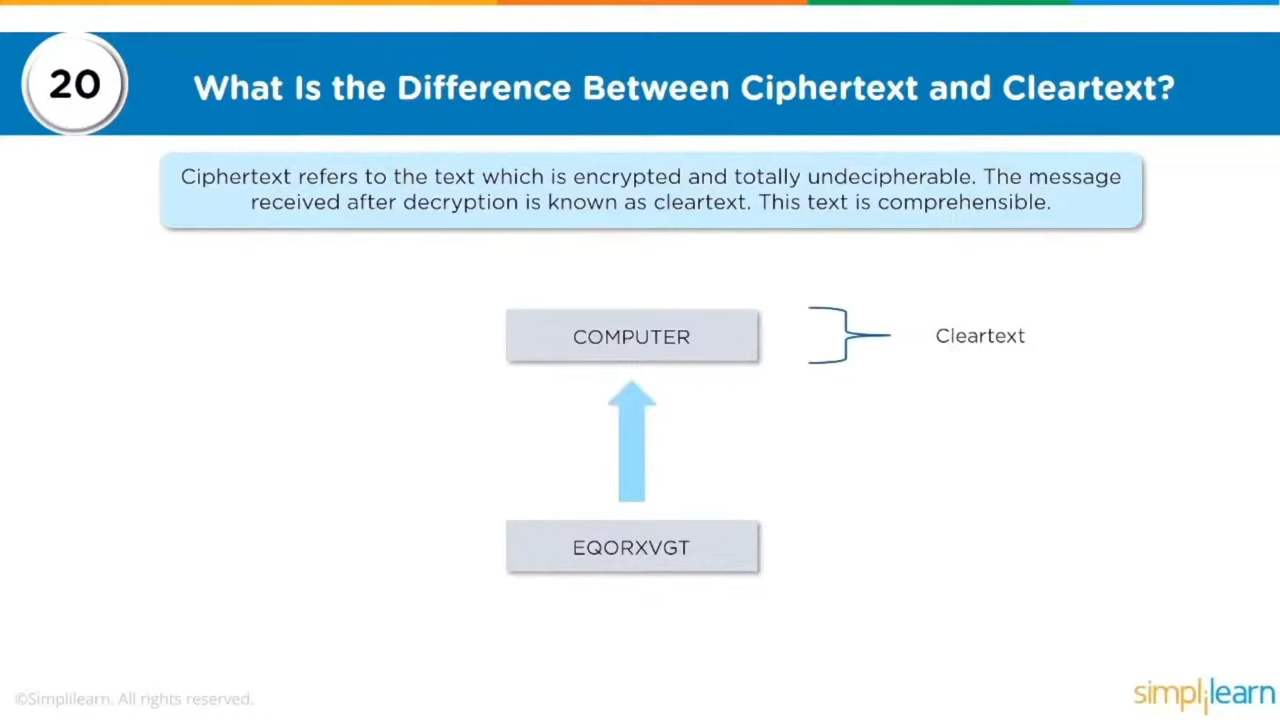 20
What Is the Difference Between Ciphertext and Cleartext?
Ciphertext refers to the text which is encrypted and totally undecipherable. The message
received after decryption is known as cleartext. This text is comprehensible.
COMPUTER
Cleartext
EQORXVGT
©Simplilearn. All rights reserved.
simplilearn